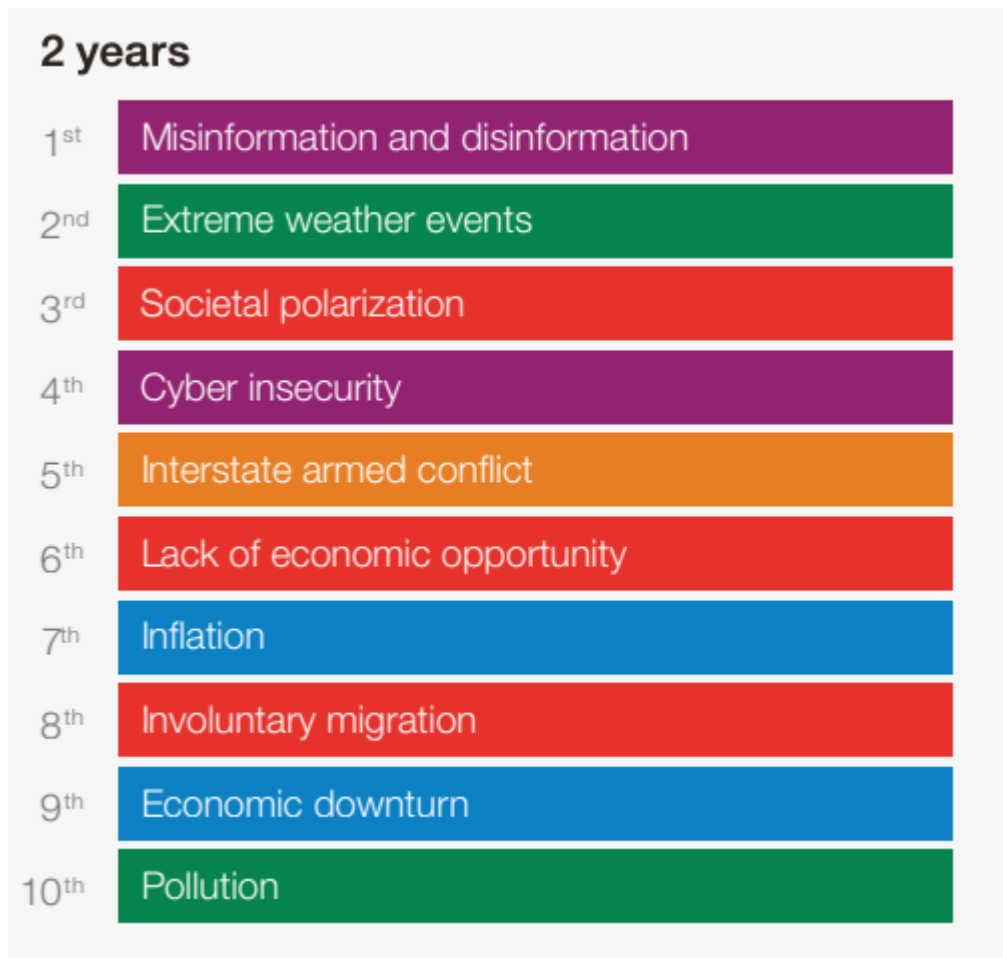 2 years
1st Misinformation and disinformation
2nd Extreme weather events
3rd Societal polarization
4th Cyber insecurity
5th Interstate armed conflict
6th Lack of economic opportunity
7th Inflation
8th Involuntary migration
9th Economic downturn
10th Pollution